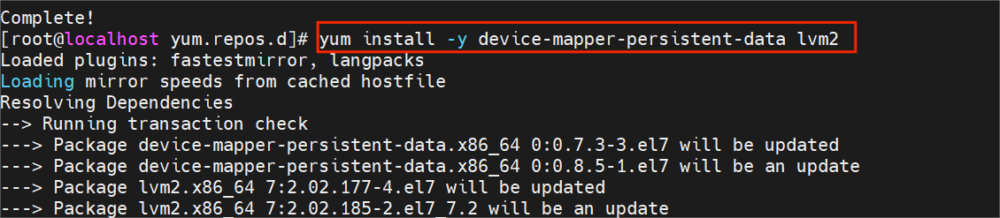 Complete!
[root@localhost yum.repos.d]# yum install -y device-mapper-persistent-data lvm2
Loaded plugins: fastestmirror, langpacks
Loading mirror speeds from cached hostfile
Resolving Dependencies
--> Running transaction check
---> Package device-mapper-persistent-data.x86_64 0:0.7.3-3.el7 will be updated
---> Package device-mapper-persistent-data.x86_64 0:0.8.5-1.el7 will be an update
---> Package lvm2.x86_64 7:2.02.177-4.el7 will be updated
---> Package lvm2.x86_64 7:2.02.185-2.el7_7.2 will be an update